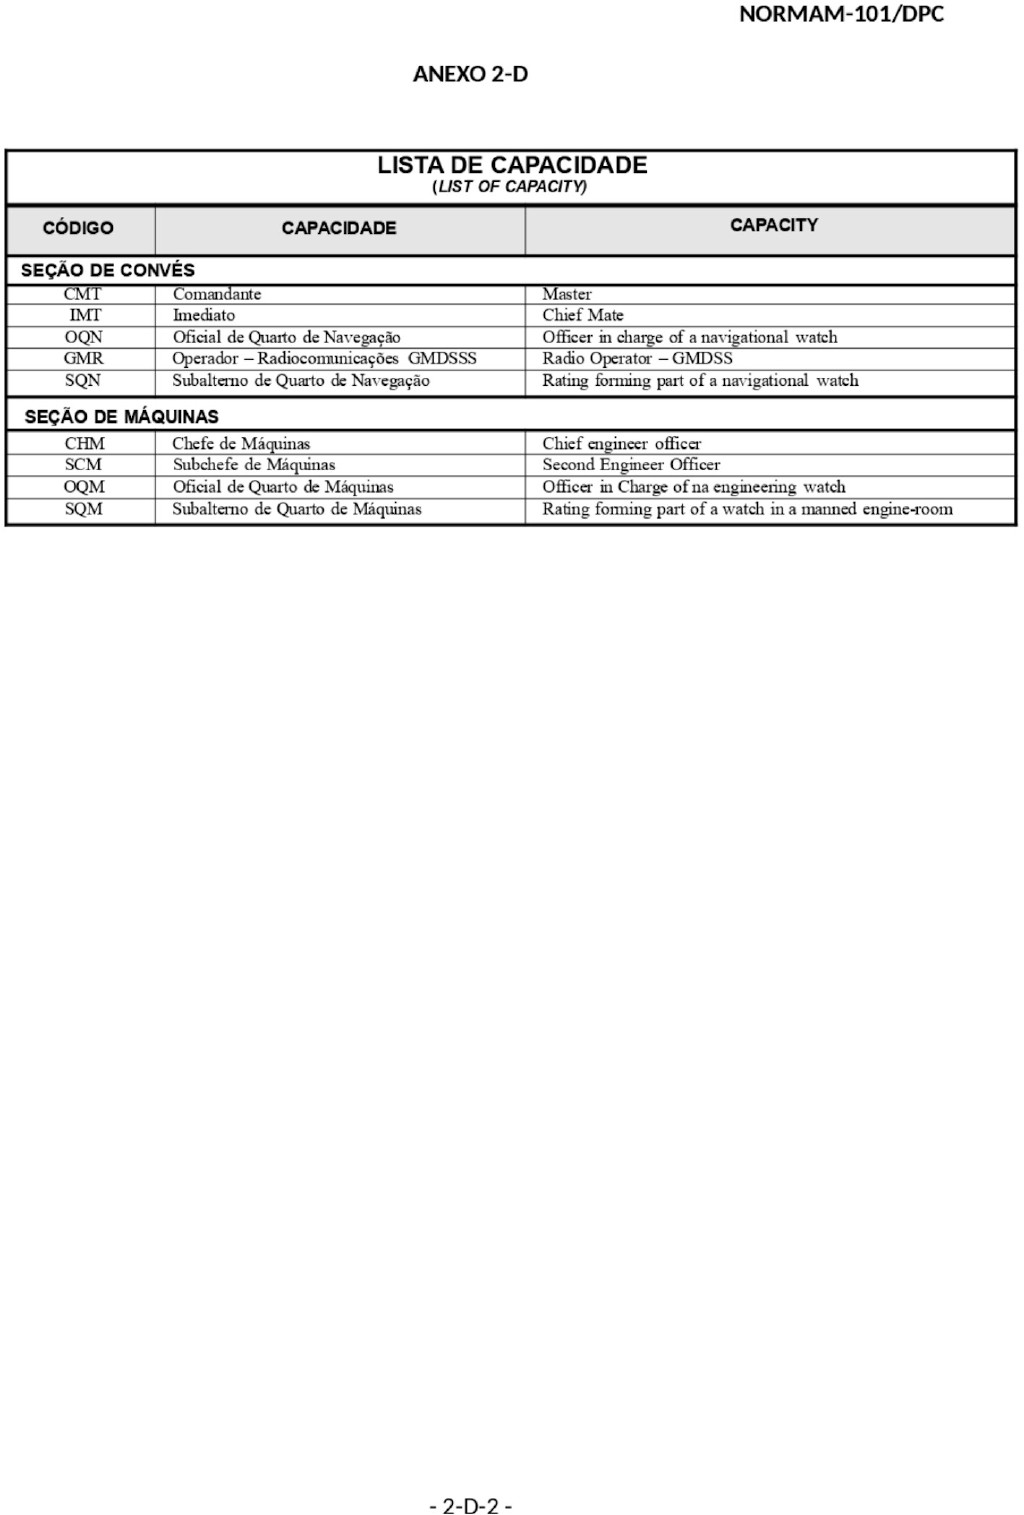 NORMAM-101/DPC
ANEXO 2-D
LISTA DE CAPACIDADE
(LIST OF CAPACITY)
CÓDIGO CAPACIDADE CAPACITY
SEÇÃO DE CONVÉS
CMT Comandante Master
IMT Imediato Chief Mate
OQN Oficial de Quarto de Navegação Officer in charge of a navigational watch
GMR Operador – Radiocomunicações GMDSSS Radio Operator – GMDSS
SQN Subalterno de Quarto de Navegação Rating forming part of a navigational watch
SEÇÃO DE MÁQUINAS
CHM Chefe de Máquinas Chief engineer officer
SCM Subchefe de Máquinas Second Engineer Officer
OQM Oficial de Quarto de Máquinas Officer in Charge of na engineering watch
SQM Subalterno de Quarto de Máquinas Rating forming part of a watch in a manned engine-room
- 2-D-2 -